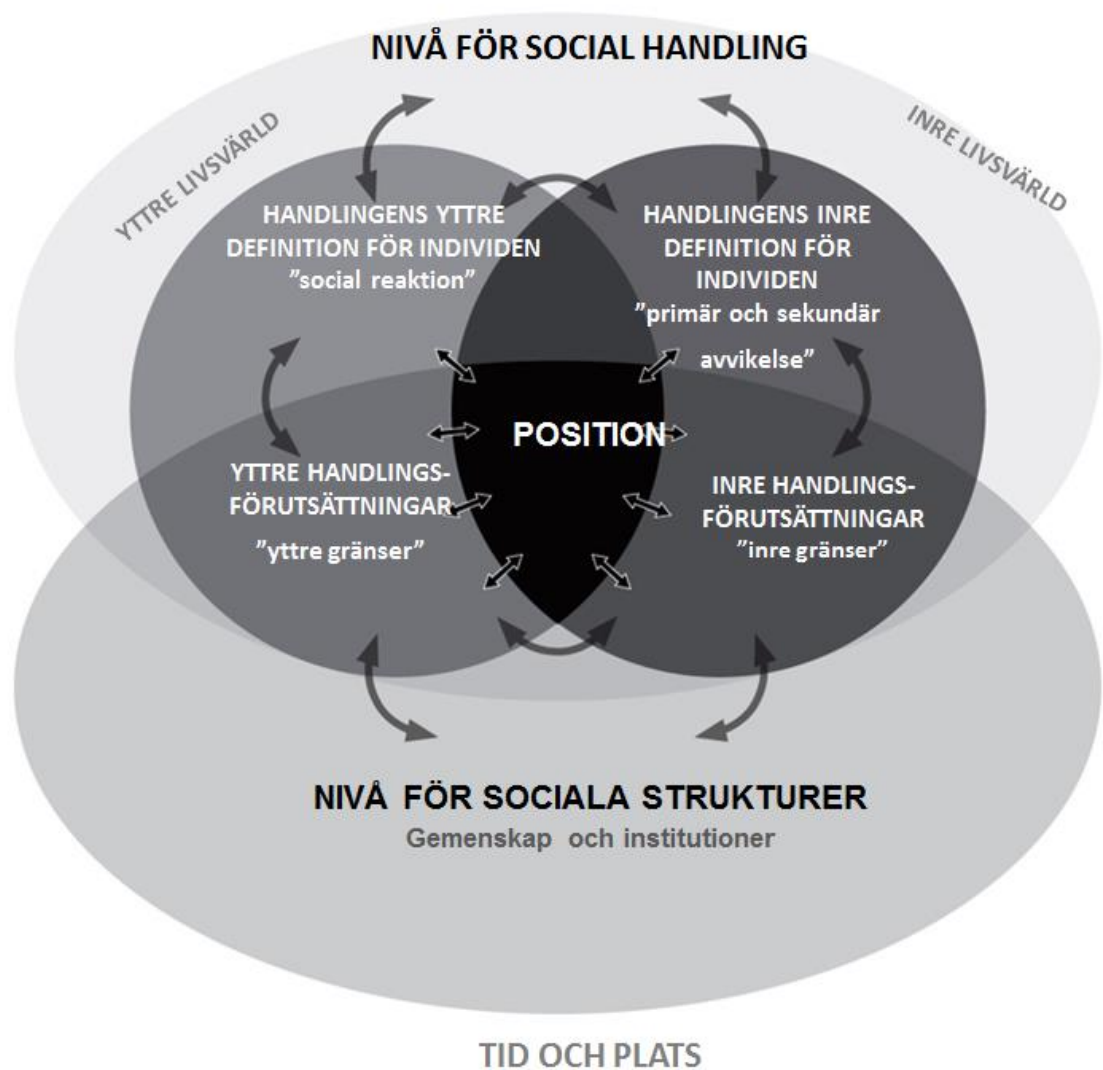 NIVÅ FÖR SOCIAL HANDLING
YTTRE LIVSVÄRLD
INRE LIVSVÄRLD
HANDLINGENS YTTRE
DEFINITION FÖR INDIVIDEN
”social reaktion”
HANDLINGENS INRE
DEFINITION FÖR
INDIVIDEN
”primär och sekundär
avvikelse”
POSITION
YTTRE HANDLINGS-
FÖRUTSÄTTNINGAR
”yttre gränser”
INRE HANDLINGS-
FÖRUTSÄTTNINGAR
”inre gränser”
NIVÅ FÖR SOCIALA STRUKTURER
Gemenskap och institutioner
TID OCH PLATS